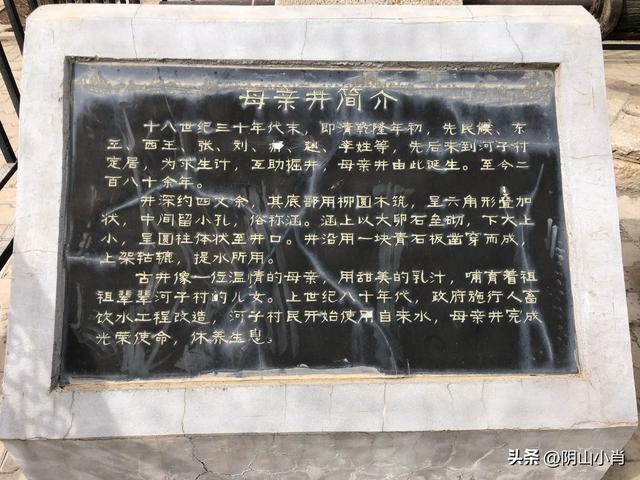 母亲井简介
十八世纪三十年代末，即清乾隆年初，先民候、东
王、西王、张、刘、赵、李姓等，先后来到河子村
定居，为求生计，互助掘井，母亲井由此诞生。至今二
百八十余年。
井深约四丈余，其底部用柳圆木筑，呈六角形叠加
状，中间留小孔，俗称涵。涵上以大卵石垒砌，下大上
小，呈圆柱体状至井口。井沿用一块青石板凿穿而成，
上架轱辘，提水所用。
古井像一位温情的母亲，用甜美的乳汁，哺育着祖
祖辈辈河子村的儿女。上世纪八十年代，政府施行人畜
饮水工程改造，河子村民开始使用自来水，母亲井完成
光荣使命，休养生息。
头条 @阴山小肖